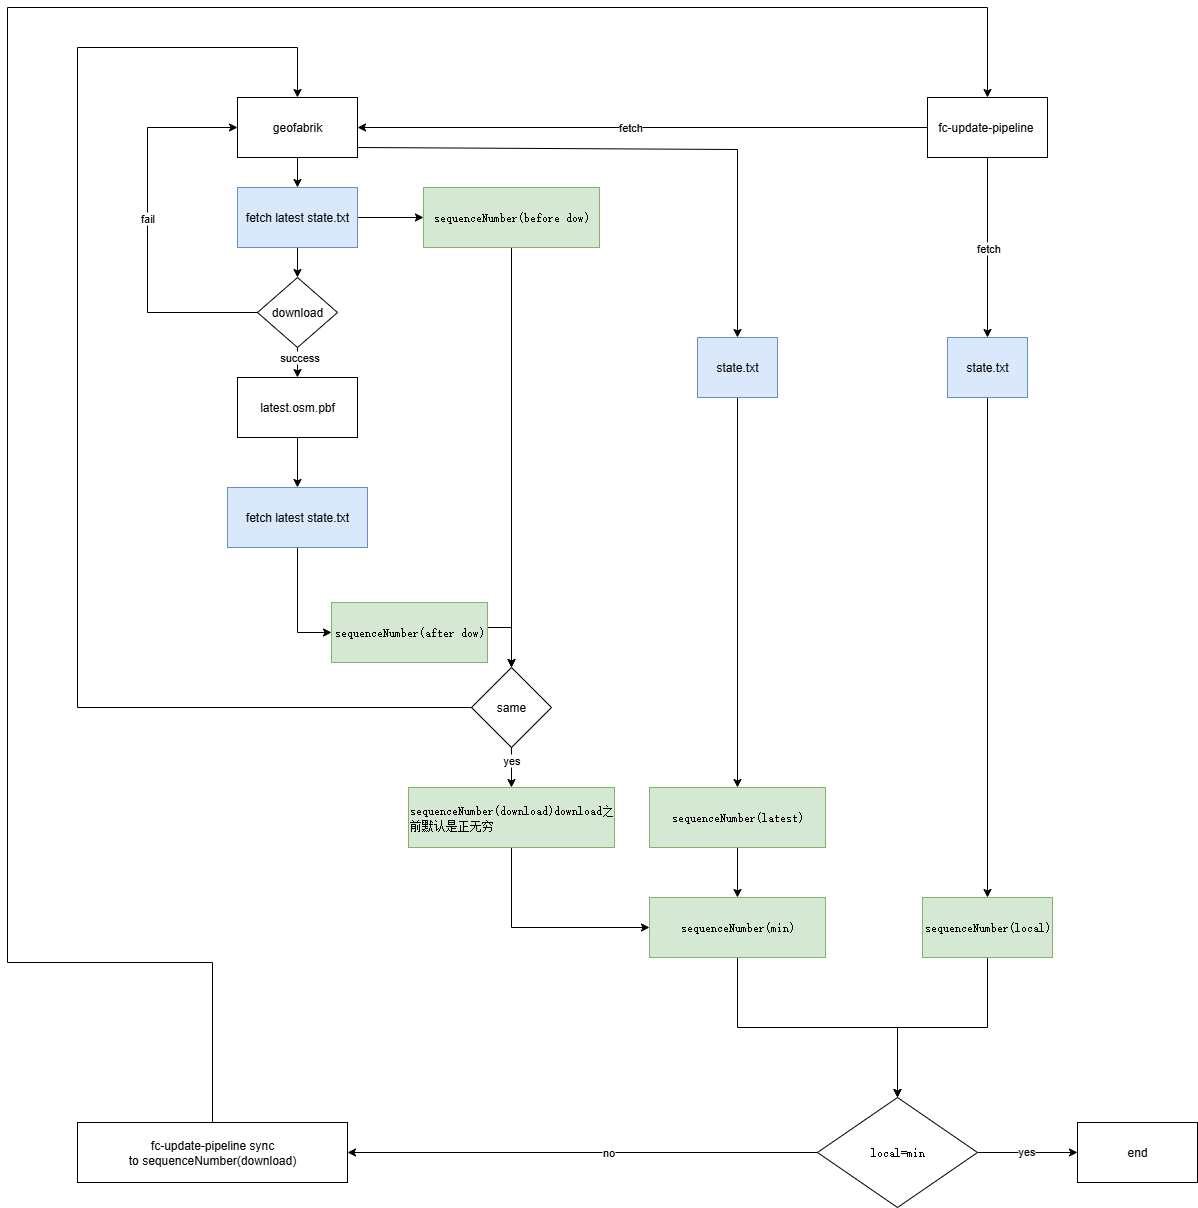 geofabrik
fetch
fc-update-pipeline
fetch latest state.txt
sequenceNumber(before dow)
fail
fetch
download
success
state.txt
state.txt
latest.osm.pbf
fetch latest state.txt
sequenceNumber(after dow)
same
yes
sequenceNumber(download)download之
前默认是正无穷
sequenceNumber(latest)
sequenceNumber(min)
sequenceNumber(local)
fc-update-pipeline sync
to sequenceNumber(download)
no
local=min
yes
end